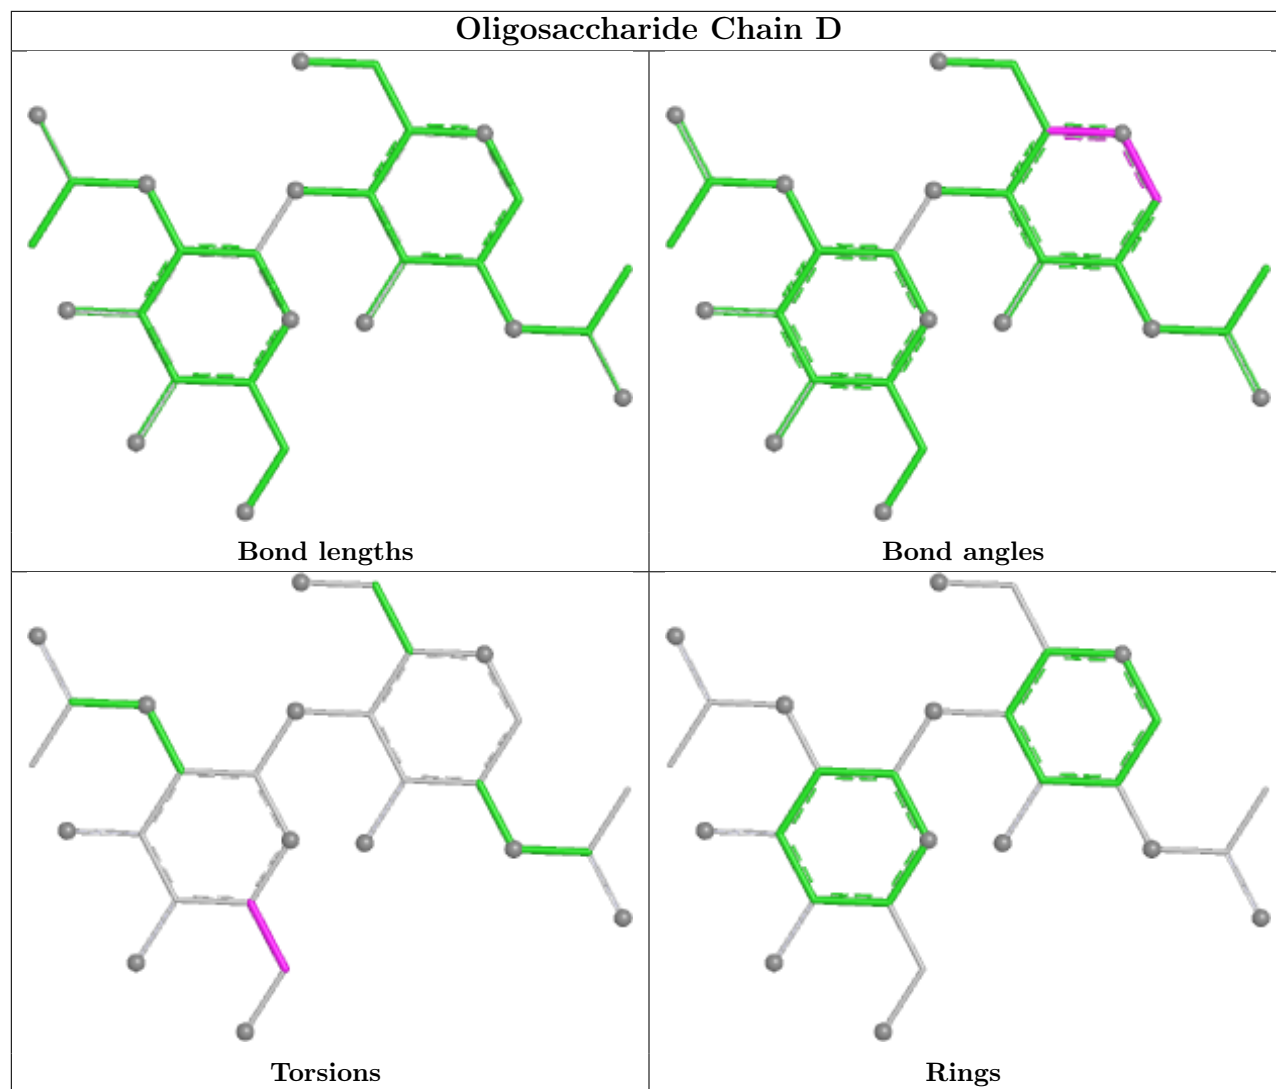 Oligosaccharide Chain D
Bond lengths
Bond angles
Torsions
Rings